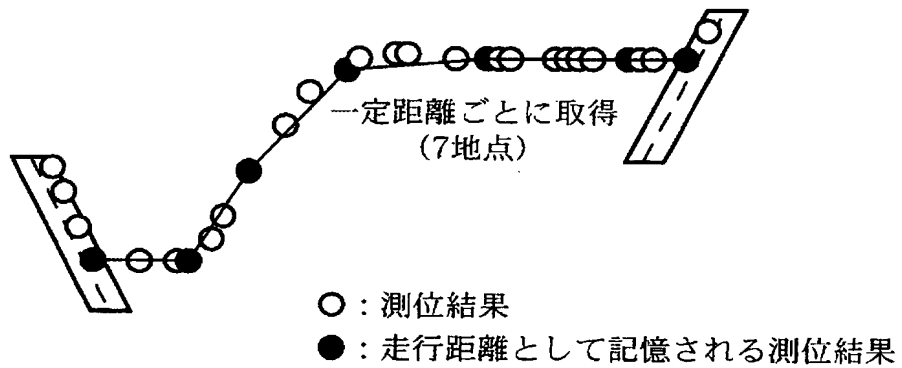 一定距離ごとに取得
(7地点)
○：測位結果
●：走行距離として記憶される測位結果